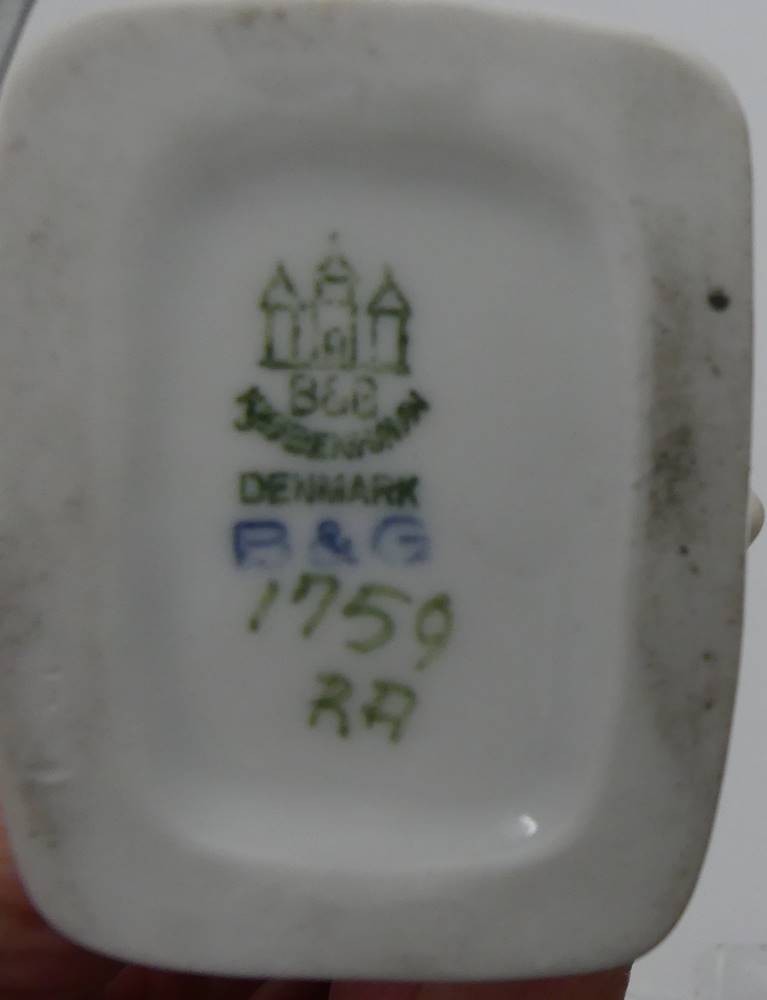 B&G
KJØBENHAVN
DENMARK
B & G
1759
RA